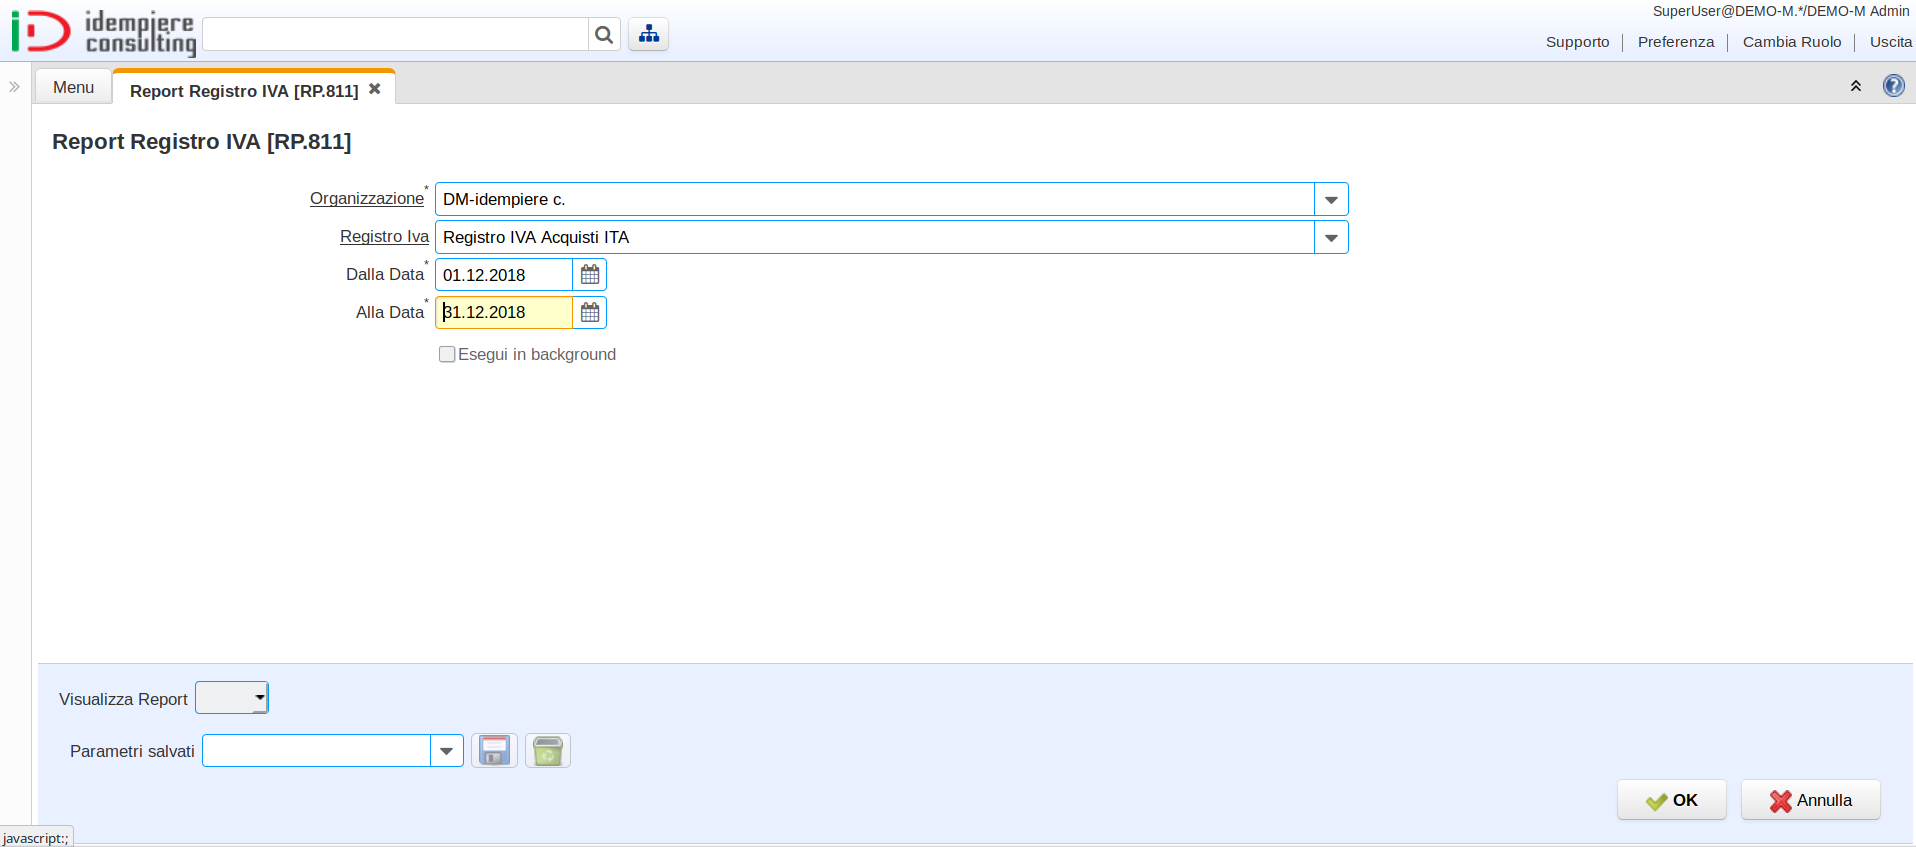 idempiere
consulting
SuperUser@DEMO-M.*/DEMO-M Admin
Supporto
Preferenza
Cambia Ruolo
Uscita
Menu
Report Registro IVA [RP.811]
Report Registro IVA [RP.811]
Organizzazione* DM-idempiere c.
Registro Iva Registro IVA Acquisti ITA
Dalla Data* 01.12.2018
Alla Data* 31.12.2018
Esegui in background
Visualizza Report
Parametri salvati
OK
Annulla
javascript:;